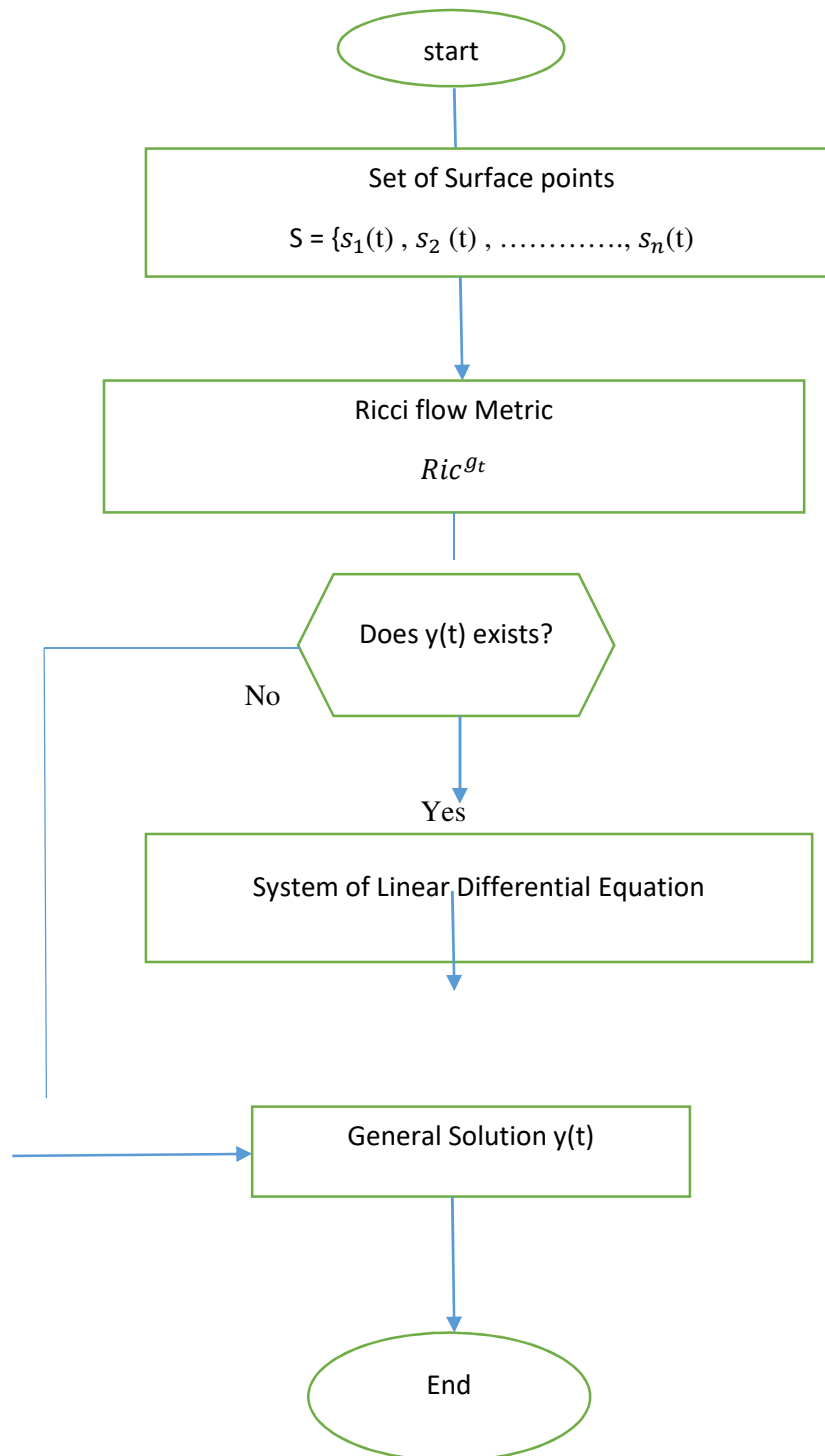 start
Set of Surface points
S = {𝑠₁(t) , 𝑠₂ (t) , …………., 𝑠ₙ(t)
Ricci flow Metric
𝑅𝑖𝑐^𝑔ₜ
Does y(t) exists?
No
Yes
System of Linear Differential Equation
General Solution y(t)
End